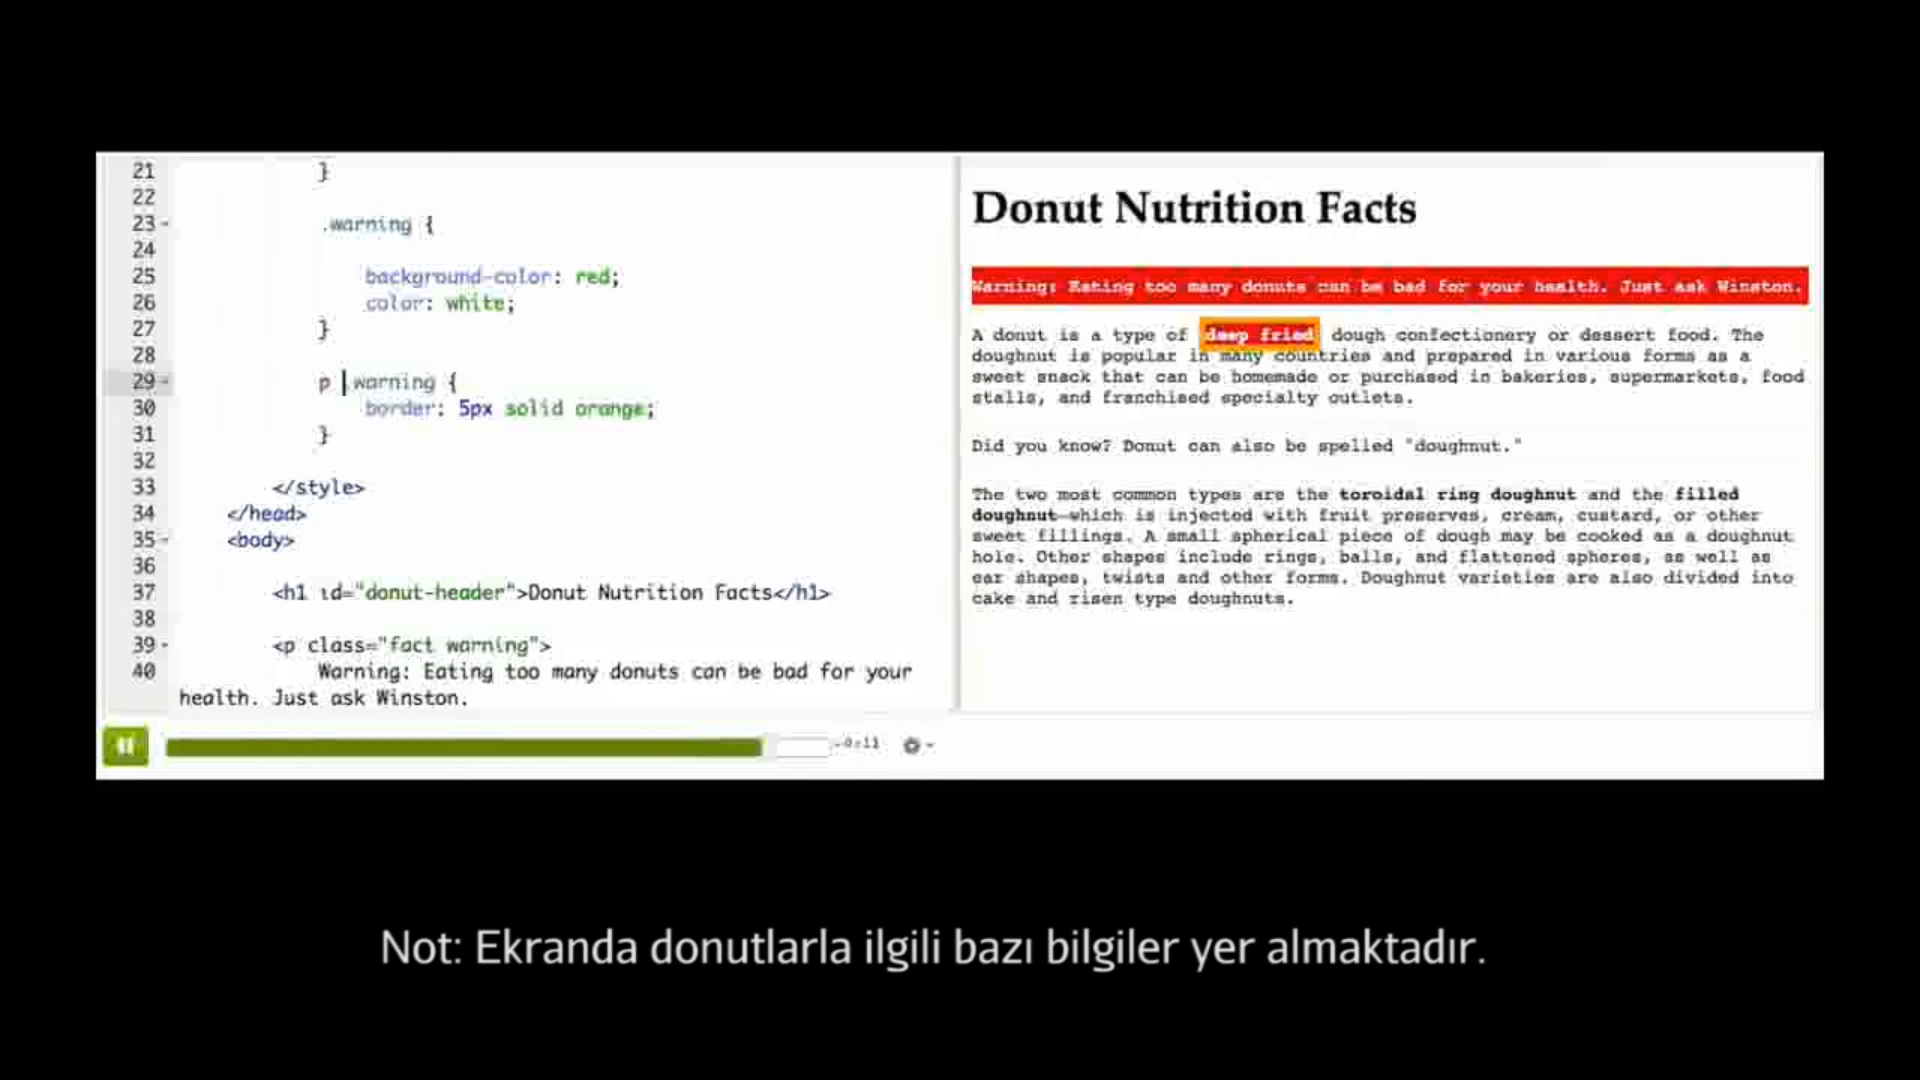 21 }
22
23 .warning {
24
25 background-color: red;
26 color: white;
27 }
28
29 p .warning {
30 border: 5px solid orange;
31 }
32
33 </style>
34 </head>
35 <body>
36
37 <h1 id="donut-header">Donut Nutrition Facts</h1>
38
39 <p class="fact warning">
40 Warning: Eating too many donuts can be bad for your
health. Just ask Winston.
-0:11
Donut Nutrition Facts
Warning: Eating too many donuts can be bad for your health. Just ask Winston.
A donut is a type of deep fried dough confectionery or dessert food. The
doughnut is popular in many countries and prepared in various forms as a
sweet snack that can be homemade or purchased in bakeries, supermarkets, food
stalls, and franchised specialty outlets.
Did you know? Donut can also be spelled "doughnut."
The two most common types are the toroidal ring doughnut and the filled
doughnut—which is injected with fruit preserves, cream, custard, or other
sweet fillings. A small spherical piece of dough may be cooked as a doughnut
hole. Other shapes include rings, balls, and flattened spheres, as well as
ear shapes, twists and other forms. Doughnut varieties are also divided into
cake and risen type doughnuts.
Not: Ekranda donutlarla ilgili bazı bilgiler yer almaktadır.